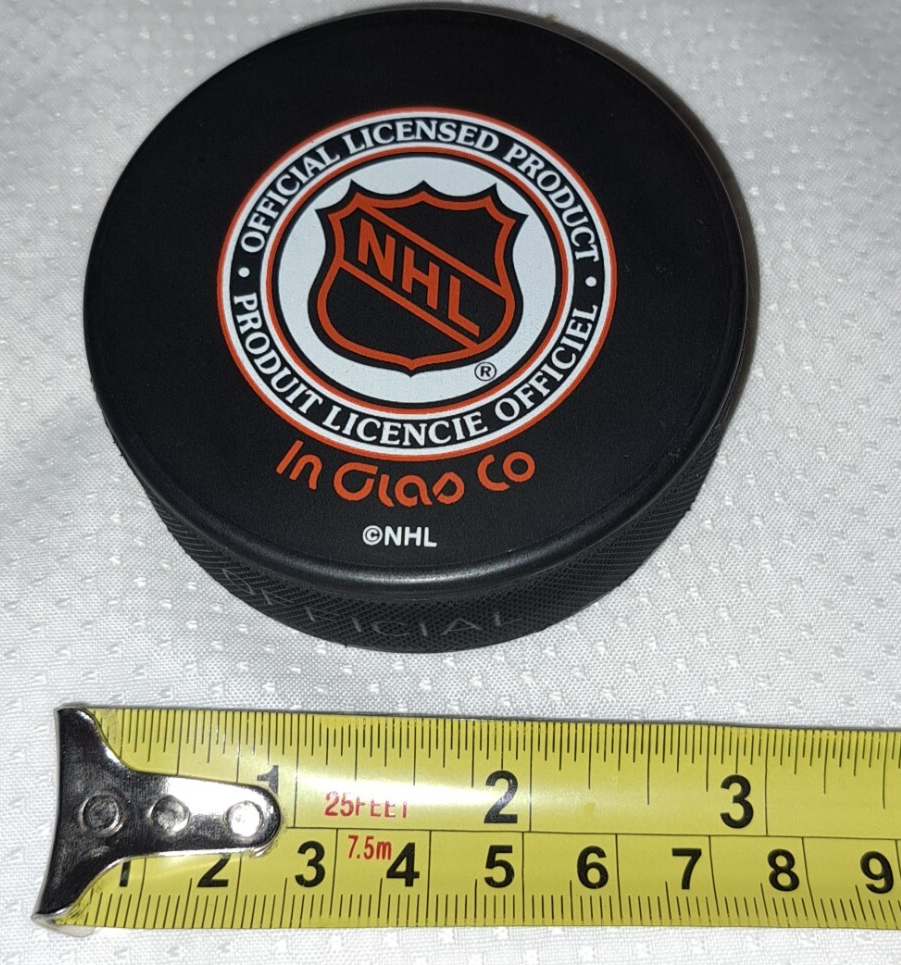 OFFICIAL LICENSED PRODUCT
NHL
®
• PRODUIT LICENCIE OFFICIEL •
In Glas Co
©NHL
OFFICIAL
1 2 3
25FEET
7.5m
1 2 3 4 5 6 7 8 9